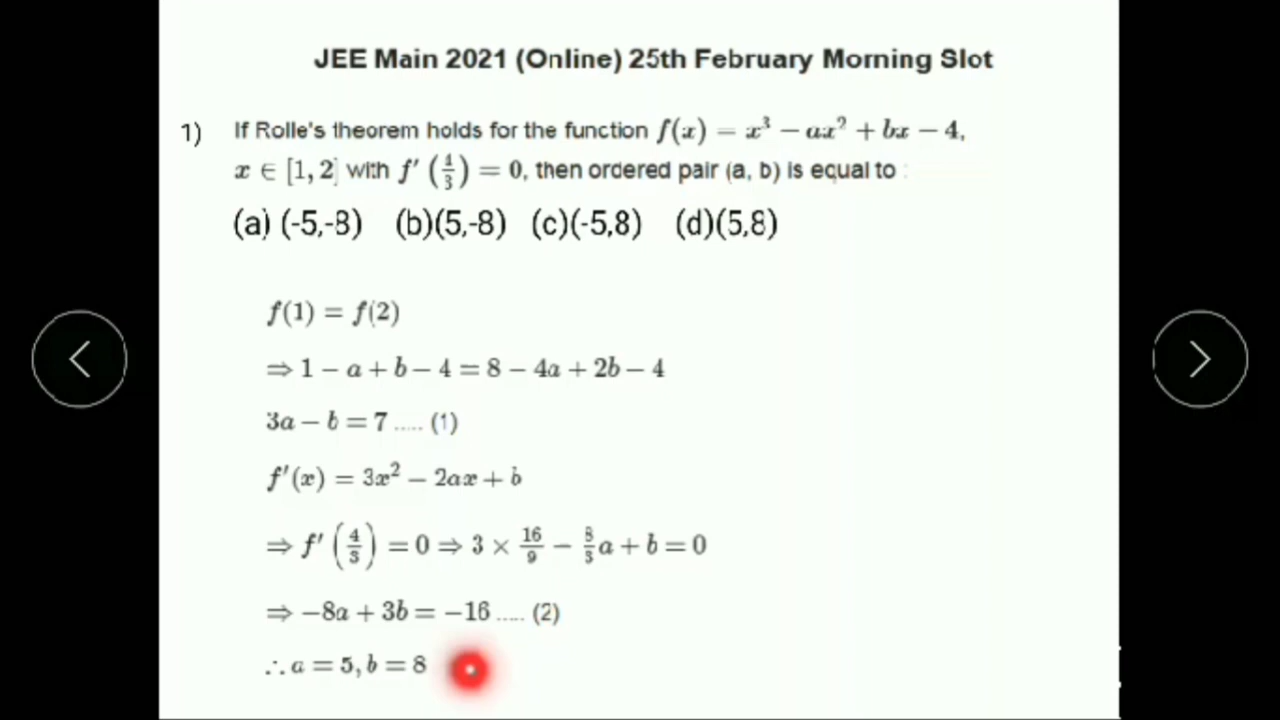 JEE Main 2021 (Online) 25th February Morning Slot
1) If Rolle's theorem holds for the function f(x) = x³ − ax² + bx − 4,
x ∈ [1, 2] with f′(4/3) = 0, then ordered pair (a, b) is equal to :
(a) (-5,-8) (b)(5,-8) (c)(-5,8) (d)(5,8)
f(1) = f(2)
⇒ 1 − a + b − 4 = 8 − 4a + 2b − 4
3a − b = 7 ..... (1)
f′(x) = 3x² − 2ax + b
⇒ f′(4/3) = 0 ⇒ 3 × 16/9 − 8/3 a + b = 0
⇒ −8a + 3b = −16 ..... (2)
∴ a = 5, b = 8